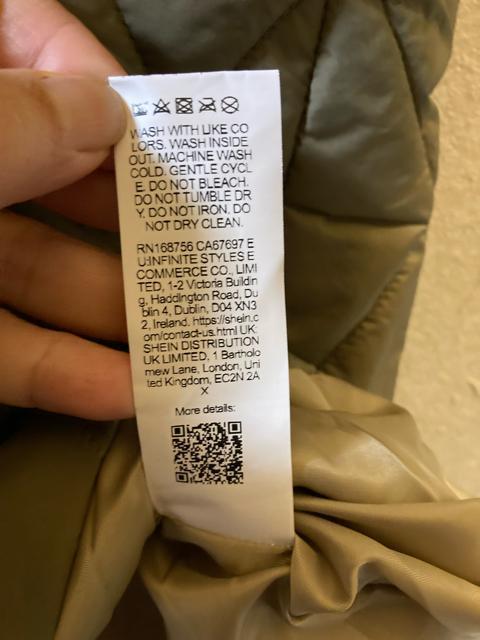 WASH WITH LIKE CO
LORS. WASH INSIDE
OUT. MACHINE WASH
COLD. GENTLE CYCL
E. DO NOT BLEACH.
DO NOT TUMBLE DR
Y. DO NOT IRON. DO
NOT DRY CLEAN.
RN168756 CA67697 E
U:INFINITE STYLES E
COMMERCE CO., LIMI
TED, 1-2 Victoria Buildin
g, Haddington Road, Du
blin 4, Dublin, D04 XN3
2, Ireland. https://shein.c
om/contact-us.html UK:
SHEIN DISTRIBUTION
UK LIMITED, 1 Bartholo
mew Lane, London, Uni
ted Kingdom, EC2N 2A
X
More details: